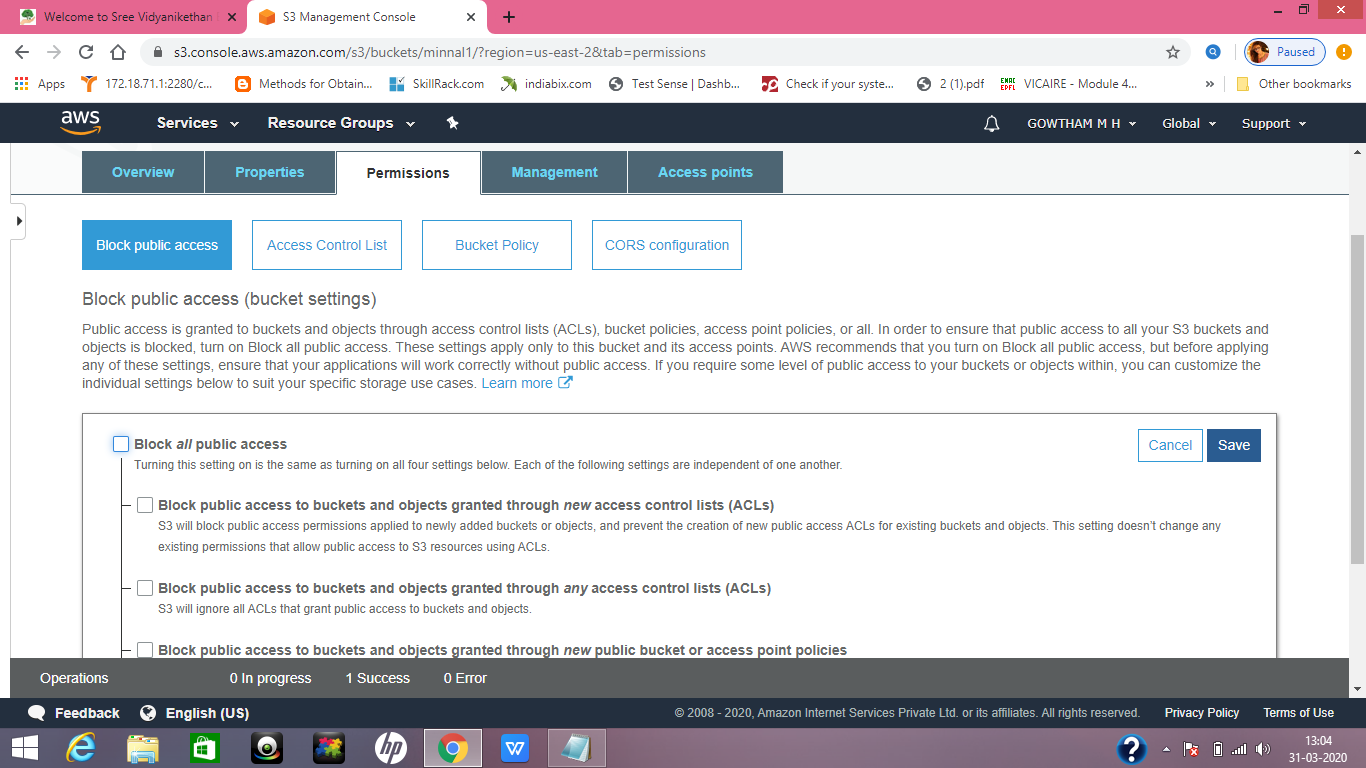 Welcome to Sree Vidyanikethan
S3 Management Console
s3.console.aws.amazon.com/s3/buckets/minnal1/?region=us-east-2&tab=permissions
Paused
Apps
172.18.71.1:2280/c...
Methods for Obtain...
SkillRack.com
indiabix.com
Test Sense | Dashb...
Check if your syste...
2 (1).pdf
VICAIRE - Module 4...
Other bookmarks
aws
Services
Resource Groups
GOWTHAM M H
Global
Support
Overview
Properties
Permissions
Management
Access points
Block public access
Access Control List
Bucket Policy
CORS configuration
Block public access (bucket settings)
Public access is granted to buckets and objects through access control lists (ACLs), bucket policies, access point policies, or all. In order to ensure that public access to all your S3 buckets and
objects is blocked, turn on Block all public access. These settings apply only to this bucket and its access points. AWS recommends that you turn on Block all public access, but before applying
any of these settings, ensure that your applications will work correctly without public access. If you require some level of public access to your buckets or objects within, you can customize the
individual settings below to suit your specific storage use cases. Learn more
Block all public access
Cancel
Save
Turning this setting on is the same as turning on all four settings below. Each of the following settings are independent of one another.
Block public access to buckets and objects granted through new access control lists (ACLs)
S3 will block public access permissions applied to newly added buckets or objects, and prevent the creation of new public access ACLs for existing buckets and objects. This setting doesn't change any
existing permissions that allow public access to S3 resources using ACLs.
Block public access to buckets and objects granted through any access control lists (ACLs)
S3 will ignore all ACLs that grant public access to buckets and objects.
Block public access to buckets and objects granted through new public bucket or access point policies
Operations
0 In progress
1 Success
0 Error
Feedback
English (US)
© 2008 - 2020, Amazon Internet Services Private Ltd. or its affiliates. All rights reserved.
Privacy Policy
Terms of Use
hp
W
?
13:04
31-03-2020